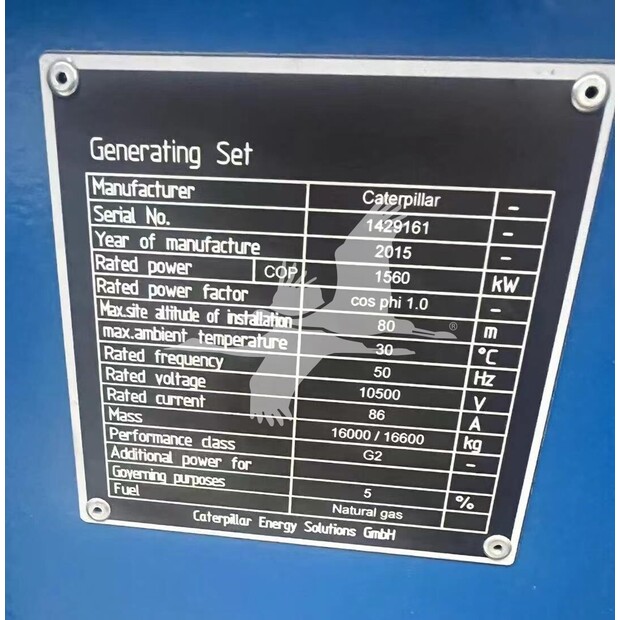 Generating Set
Manufacturer Caterpillar -
Serial No. 1429161 -
Year of manufacture 2015 -
Rated power COP 1560 kW
Rated power factor cos phi 1.0 -
Max.site altitude of installation 80 m
max.ambient temperature 30 °C
Rated frequency 50 Hz
Rated voltage 10500 V
Rated current 86 A
Mass 16000 / 16600 kg
Performance class G2 -
Additional power for
Governing purposes 5 %
Fuel Natural gas
Caterpillar Energy Solutions GmbH
®